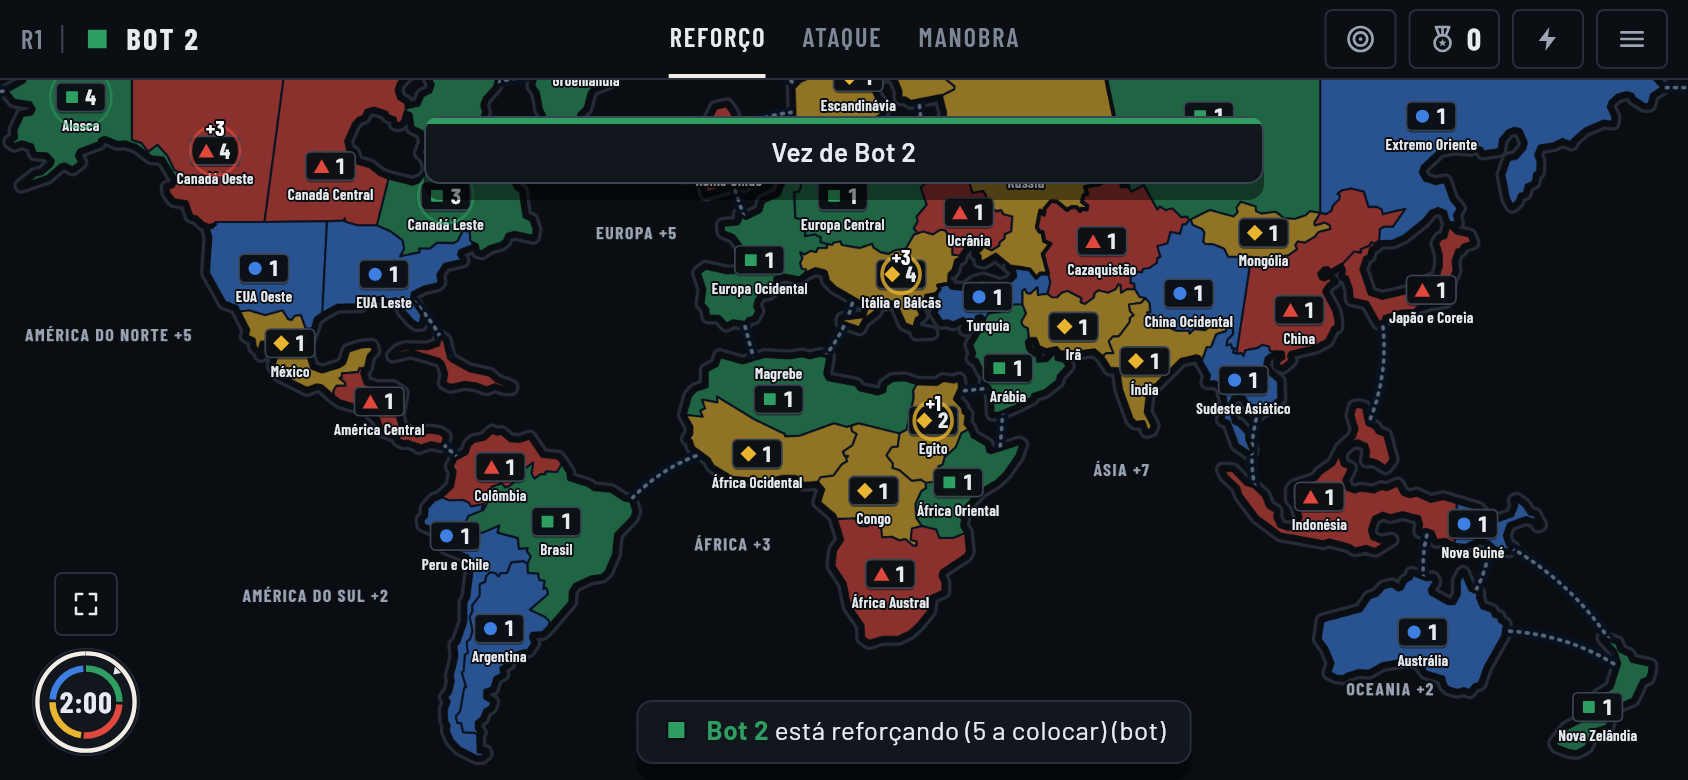 R1 BOT 2 REFORÇO ATAQUE MANOBRA 0
Groenlândia
4
Alasca
1
Escandinávia
1
1
Extremo Oriente
+3
4
Canadá Oeste
1
Canadá Central
Vez de Bot 2
Rússia
3
Canadá Leste
1
Europa Central
1
Ucrânia
1
Mongólia
EUROPA +5
1
Cazaquistão
1
EUA Oeste
1
EUA Leste
1
Europa Ocidental
+3
4
Itália e Bálcãs
1
Turquia
1
China Ocidental
1
China
1
Japão e Coreia
AMÉRICA DO NORTE +5
1
México
1
Irã
1
Índia
1
Arábia
1
Sudeste Asiático
Magrebe
1
1
América Central
+1
2
Egito
1
África Ocidental
1
Colômbia
ÁSIA +7
1
Congo
1
África Oriental
1
Indonésia
1
Nova Guiné
1
Peru e Chile
1
Brasil
ÁFRICA +3
1
África Austral
AMÉRICA DO SUL +2
1
Argentina
1
Austrália
OCEANIA +2
1
Nova Zelândia
2:00
Bot 2 está reforçando (5 a colocar) (bot)